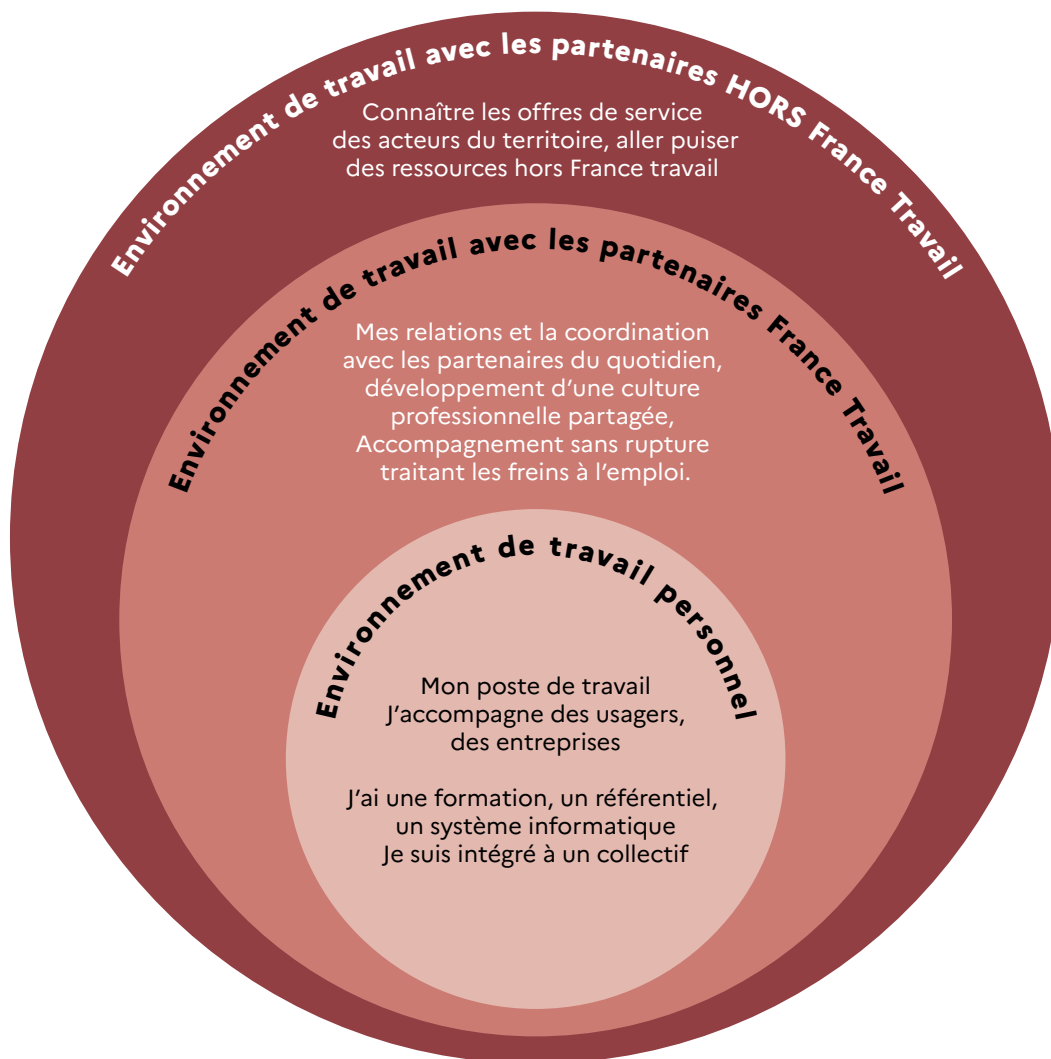 Environnement de travail avec les partenaires HORS France Travail
Connaître les offres de service
des acteurs du territoire, aller puiser
des ressources hors France travail
Environnement de travail avec les partenaires France Travail
Mes relations et la coordination
avec les partenaires du quotidien,
développement d’une culture
professionnelle partagée,
Accompagnement sans rupture
traitant les freins à l’emploi.
Environnement de travail personnel
Mon poste de travail
J’accompagne des usagers,
des entreprises
J’ai une formation, un référentiel,
un système informatique
Je suis intégré à un collectif